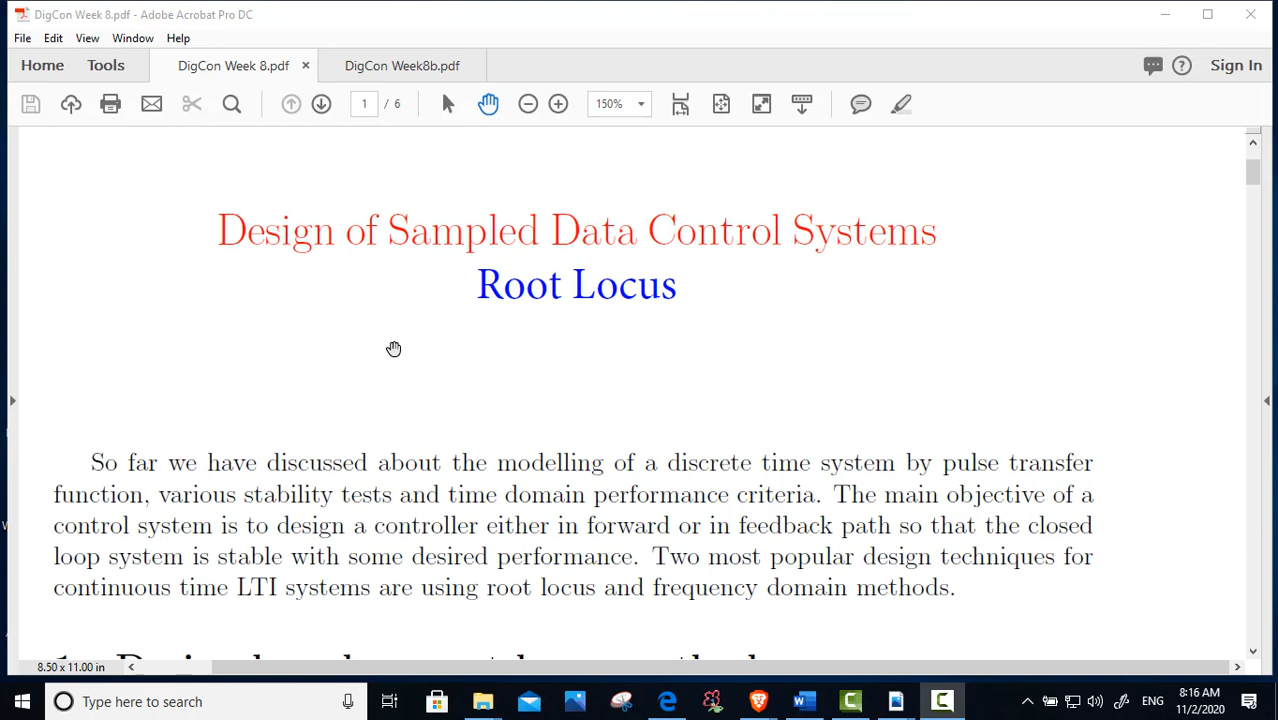 DigCon Week 8.pdf - Adobe Acrobat Pro DC
File Edit View Window Help
Home Tools DigCon Week 8.pdf × DigCon Week8b.pdf Sign In
1 / 6 150%
Design of Sampled Data Control Systems
Root Locus
So far we have discussed about the modelling of a discrete time system by pulse transfer
function, various stability tests and time domain performance criteria. The main objective of a
control system is to design a controller either in forward or in feedback path so that the closed
loop system is stable with some desired performance. Two most popular design techniques for
continuous time LTI systems are using root locus and frequency domain methods.
8.50 x 11.00 in
Type here to search ENG 8:16 AM
11/2/2020